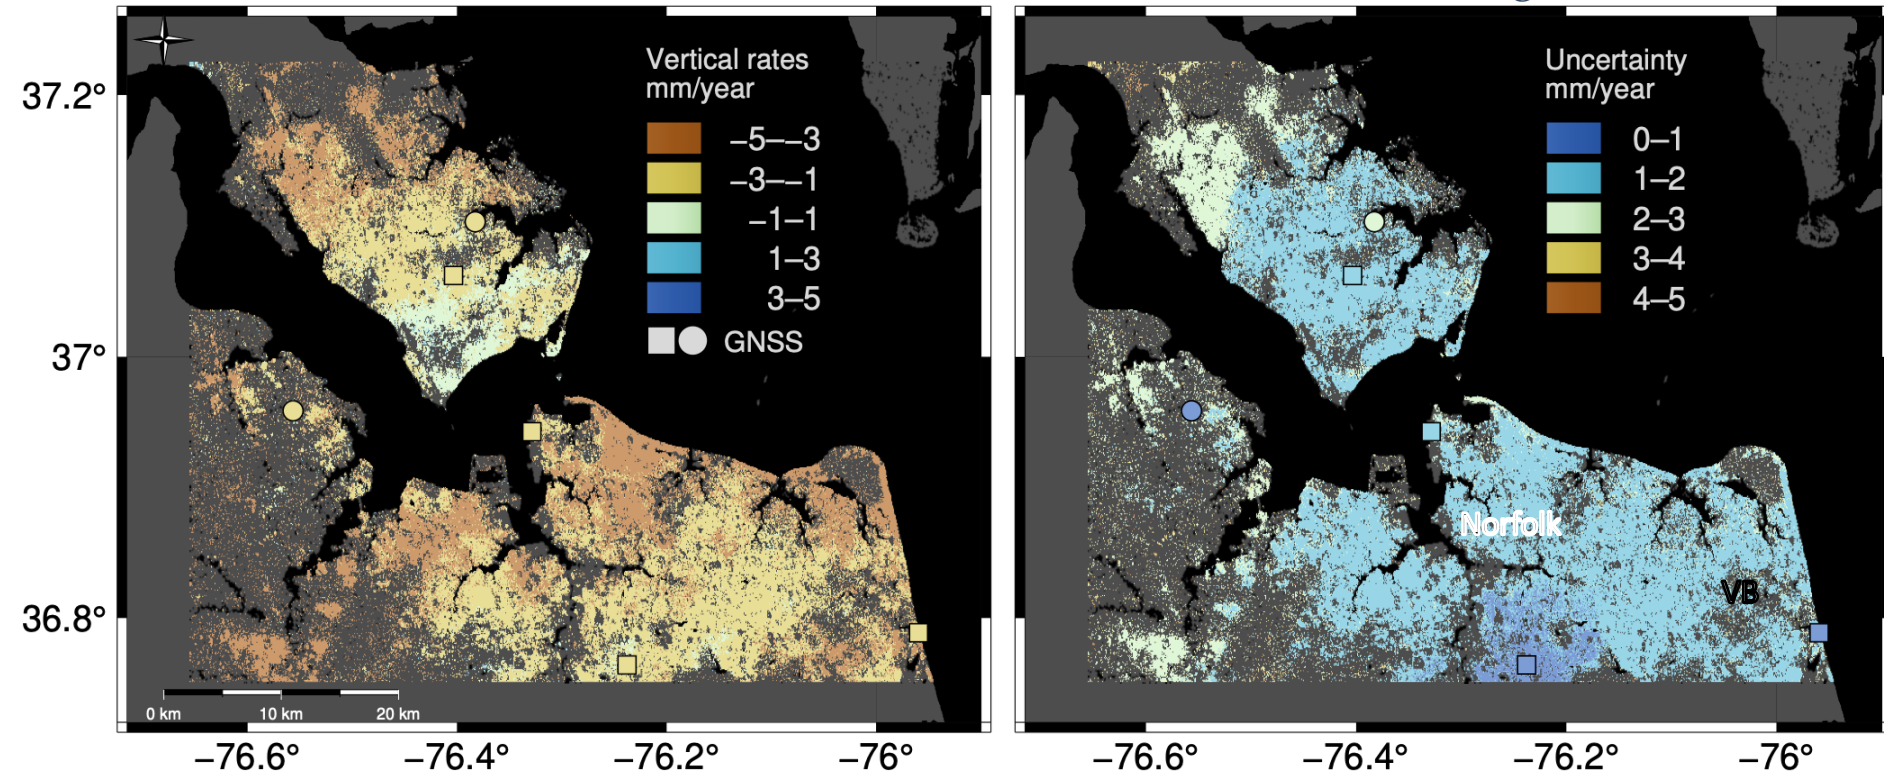 Vertical rates
mm/year
−5−−3
−3−−1
−1−1
1−3
3−5
GNSS
37.2°
37°
36.8°
0 km 10 km 20 km
−76.6° −76.4° −76.2° −76°
Uncertainty
mm/year
0−1
1−2
2−3
3−4
4−5
Norfolk
VB
−76.6° −76.4° −76.2° −76°